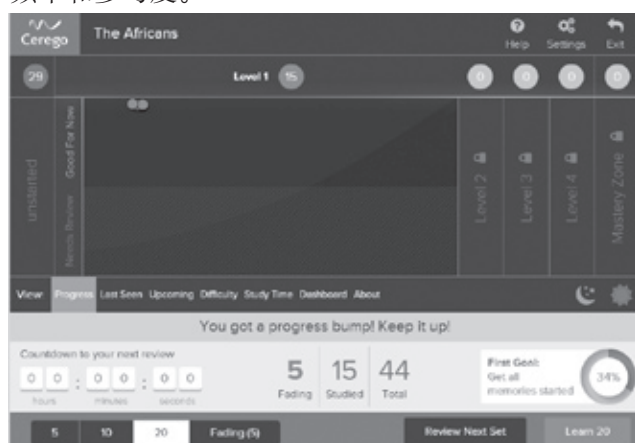 Cerego
The Africans
Help Settings Exit
29 Level 1 15 0 0 0 0
unstarted
Needs Review Good For Now
Level 2
Level 3
Level 4
Mastery Zone
View Progress Last Seen Upcoming Difficulty Study Time Dashboard About
You got a progress bump! Keep it up!
Countdown to your next review
0 0 : 0 0 : 0 0
hours minutes seconds
5 15 44
Fading Studied Total
First Goal:
Get all
memories started
34%
5 10 20 Fading (5) Review Next Set Learn 20